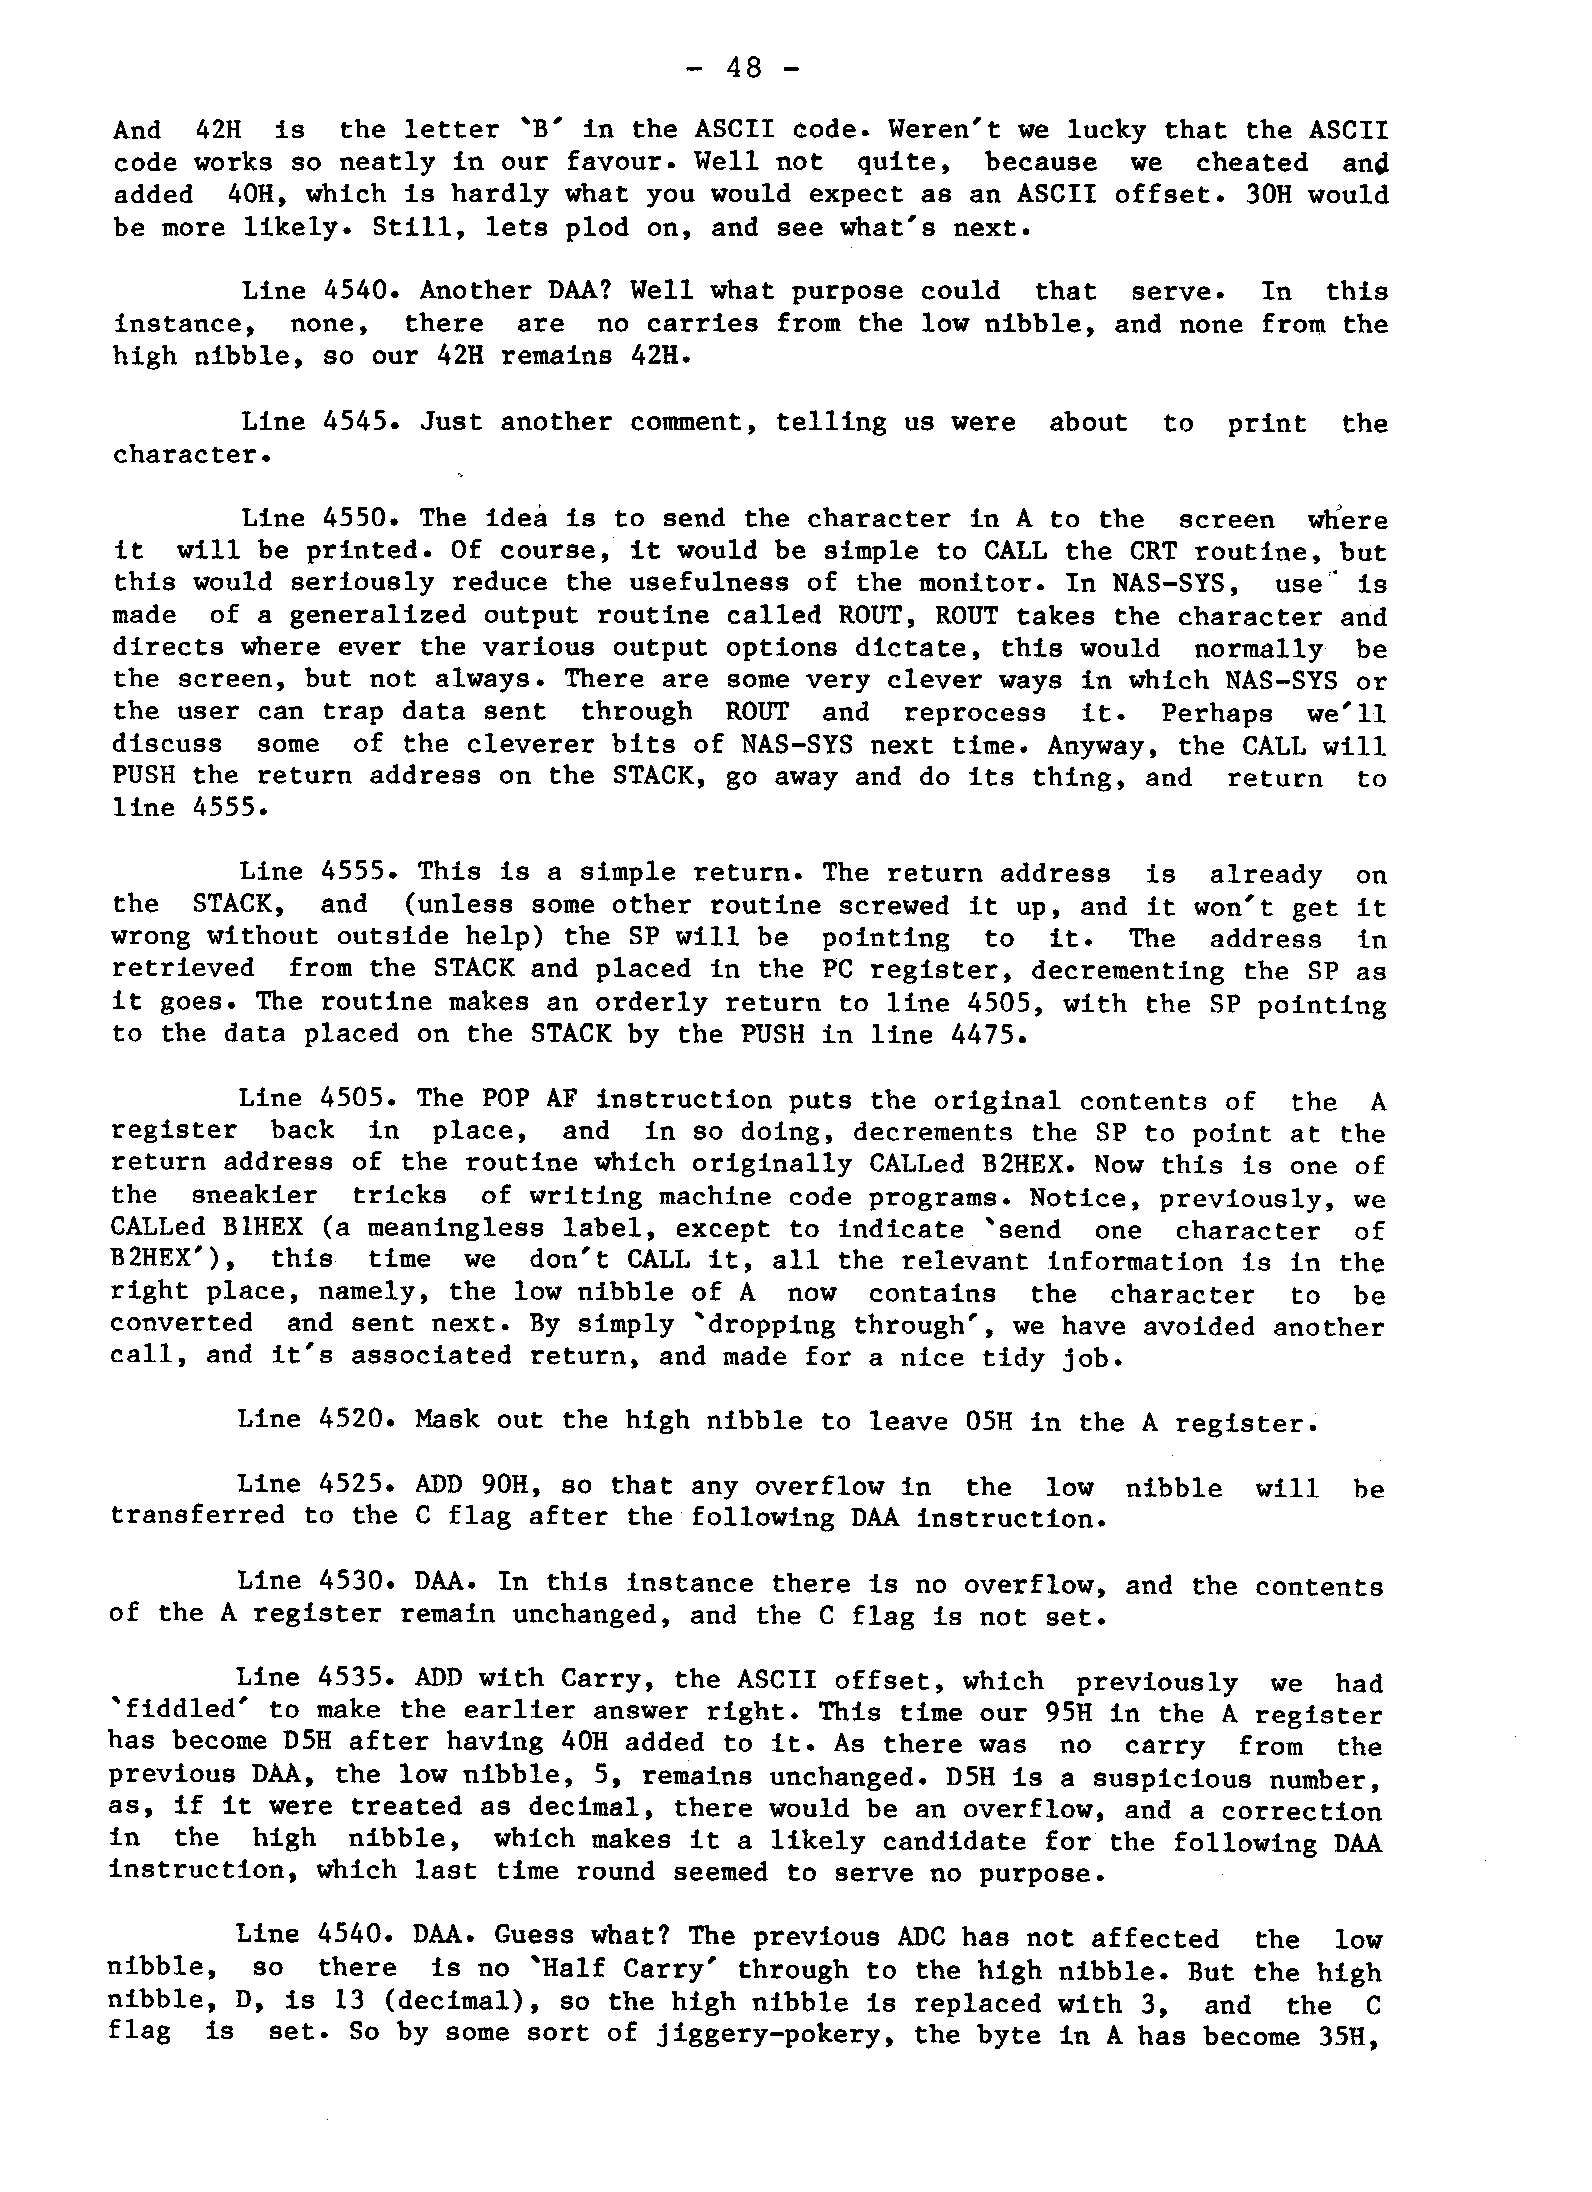 - 48 -
And 42H is the letter `B´ in the ASCII code. Weren´t we lucky that the ASCII
code works so neatly in our favour. Well not quite, because we cheated and
added 40H, which is hardly what you would expect as an ASCII offset. 30H would
be more likely. Still, lets plod on, and see what´s next.
Line 4540. Another DAA? Well what purpose could that serve. In this
instance, none, there are no carries from the low nibble, and none from the
high nibble, so our 42H remains 42H.
Line 4545. Just another comment, telling us were about to print the
character.
Line 4550. The idea is to send the character in A to the screen where
it will be printed. Of course, it would be simple to CALL the CRT routine, but
this would seriously reduce the usefulness of the monitor. In NAS-SYS, use is
made of a generalized output routine called ROUT, ROUT takes the character and
directs where ever the various output options dictate, this would normally be
the screen, but not always. There are some very clever ways in which NAS-SYS or
the user can trap data sent through ROUT and reprocess it. Perhaps we´ll
discuss some of the cleverer bits of NAS-SYS next time. Anyway, the CALL will
PUSH the return address on the STACK, go away and do its thing, and return to
line 4555.
Line 4555. This is a simple return. The return address is already on
the STACK, and (unless some other routine screwed it up, and it won´t get it
wrong without outside help) the SP will be pointing to it. The address in
retrieved from the STACK and placed in the PC register, decrementing the SP as
it goes. The routine makes an orderly return to line 4505, with the SP pointing
to the data placed on the STACK by the PUSH in line 4475.
Line 4505. The POP AF instruction puts the original contents of the A
register back in place, and in so doing, decrements the SP to point at the
return address of the routine which originally CALLed B2HEX. Now this is one of
the sneakier tricks of writing machine code programs. Notice, previously, we
CALLed B1HEX (a meaningless label, except to indicate `send one character of
B2HEX´), this time we don´t CALL it, all the relevant information is in the
right place, namely, the low nibble of A now contains the character to be
converted and sent next. By simply `dropping through´, we have avoided another
call, and it´s associated return, and made for a nice tidy job.
Line 4520. Mask out the high nibble to leave 05H in the A register.
Line 4525. ADD 90H, so that any overflow in the low nibble will be
transferred to the C flag after the following DAA instruction.
Line 4530. DAA. In this instance there is no overflow, and the contents
of the A register remain unchanged, and the C flag is not set.
Line 4535. ADD with Carry, the ASCII offset, which previously we had
`fiddled´ to make the earlier answer right. This time our 95H in the A register
has become D5H after having 40H added to it. As there was no carry from the
previous DAA, the low nibble, 5, remains unchanged. D5H is a suspicious number,
as, if it were treated as decimal, there would be an overflow, and a correction
in the high nibble, which makes it a likely candidate for the following DAA
instruction, which last time round seemed to serve no purpose.
Line 4540. DAA. Guess what? The previous ADC has not affected the low
nibble, so there is no `Half Carry´ through to the high nibble. But the high
nibble, D, is 13 (decimal), so the high nibble is replaced with 3, and the C
flag is set. So by some sort of jiggery-pokery, the byte in A has become 35H,